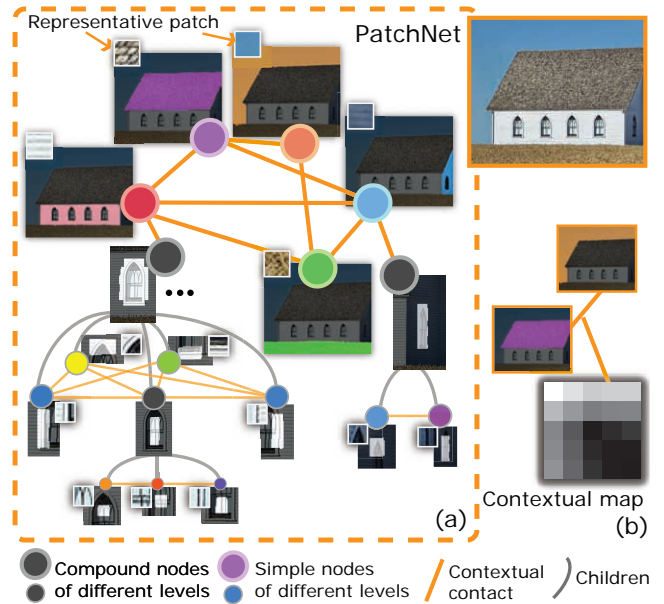 Representative patch
PatchNet
(a)
Contextual map
(b)
Compound nodes
of different levels
Simple nodes
of different levels
Contextual
contact
Children